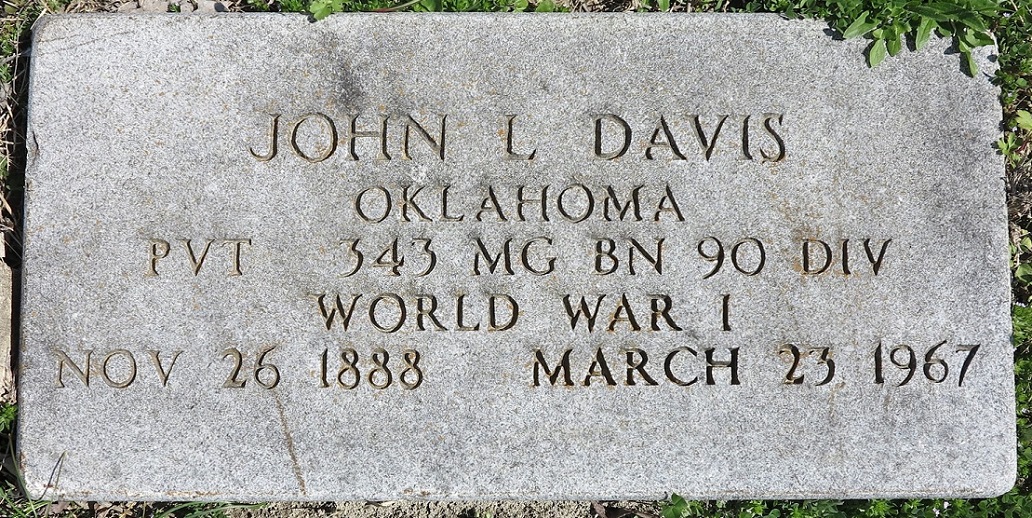 JOHN L DAVIS
OKLAHOMA
PVT 343 MG BN 90 DIV
WORLD WAR I
NOV 26 1888 MARCH 23 1967